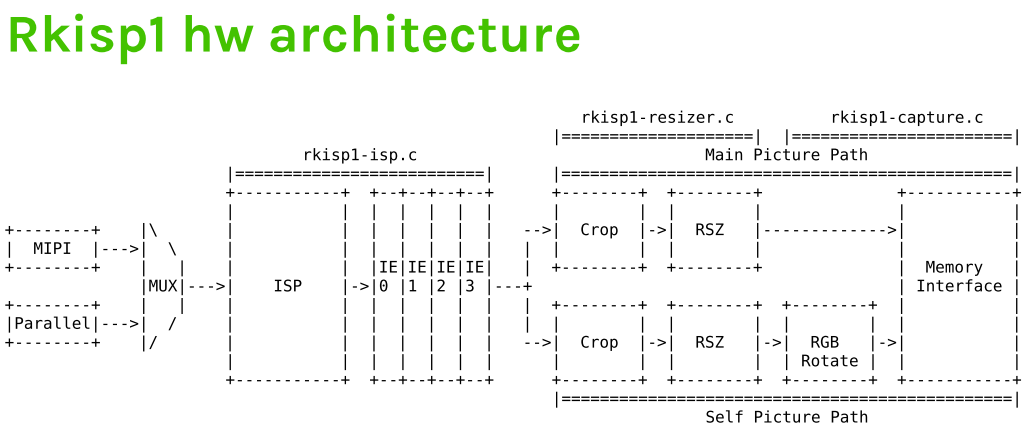 Rkisp1 hw architecture
                                                             rkisp1-resizer.c          rkisp1-capture.c
                                                          |====================|  |=======================|
                               rkisp1-isp.c                               Main Picture Path
                       |==========================|       |===============================================|
                       +-----------+  +--+--+--+--+       +--------+  +--------+              +-----------+
                       |           |  |  |  |  |  |       |        |  |        |              |           |
+--------+    |\       |           |  |  |  |  |  |    -->|  Crop  |->|  RSZ   |------------->|           |
|  MIPI  |--->|  \     |           |  |  |  |  |  |    |  |        |  |        |              |           |
+--------+    |   |    |           |  |IE|IE|IE|IE|    |  +--------+  +--------+              |  Memory   |
              |MUX|--->|    ISP    |->|0 |1 |2 |3 |---+                                       | Interface |
+--------+    |   |    |           |  |  |  |  |  |    |  +--------+  +--------+  +--------+  |           |
|Parallel|--->|  /     |           |  |  |  |  |  |    |  |        |  |        |  |        |  |           |
+--------+    |/       |           |  |  |  |  |  |    -->|  Crop  |->|  RSZ   |->|  RGB   |->|           |
                       |           |  |  |  |  |  |       |        |  |        |  | Rotate |  |           |
                       +-----------+  +--+--+--+--+       +--------+  +--------+  +--------+  +-----------+
                                                          |===============================================|
                                                                          Self Picture Path